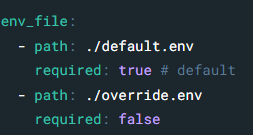 env_file:
  - path: ./default.env
    required: true # default
  - path: ./override.env
    required: false